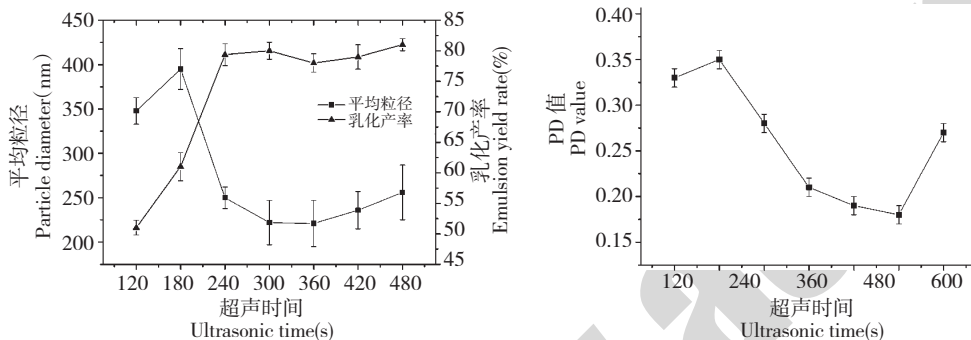 平均粒径
Particle diameter(nm)
450
400
350
300
250
200
85
80
75
70
65
60
55
50
45
乳化产率
Emulsion yield rate(%)
平均粒径
乳化产率
120 180 240 300 360 420 480
超声时间
Ultrasonic time(s)
PD 值
PD value
0.40
0.35
0.30
0.25
0.20
0.15
120 240 360 480 600
超声时间
Ultrasonic time(s)